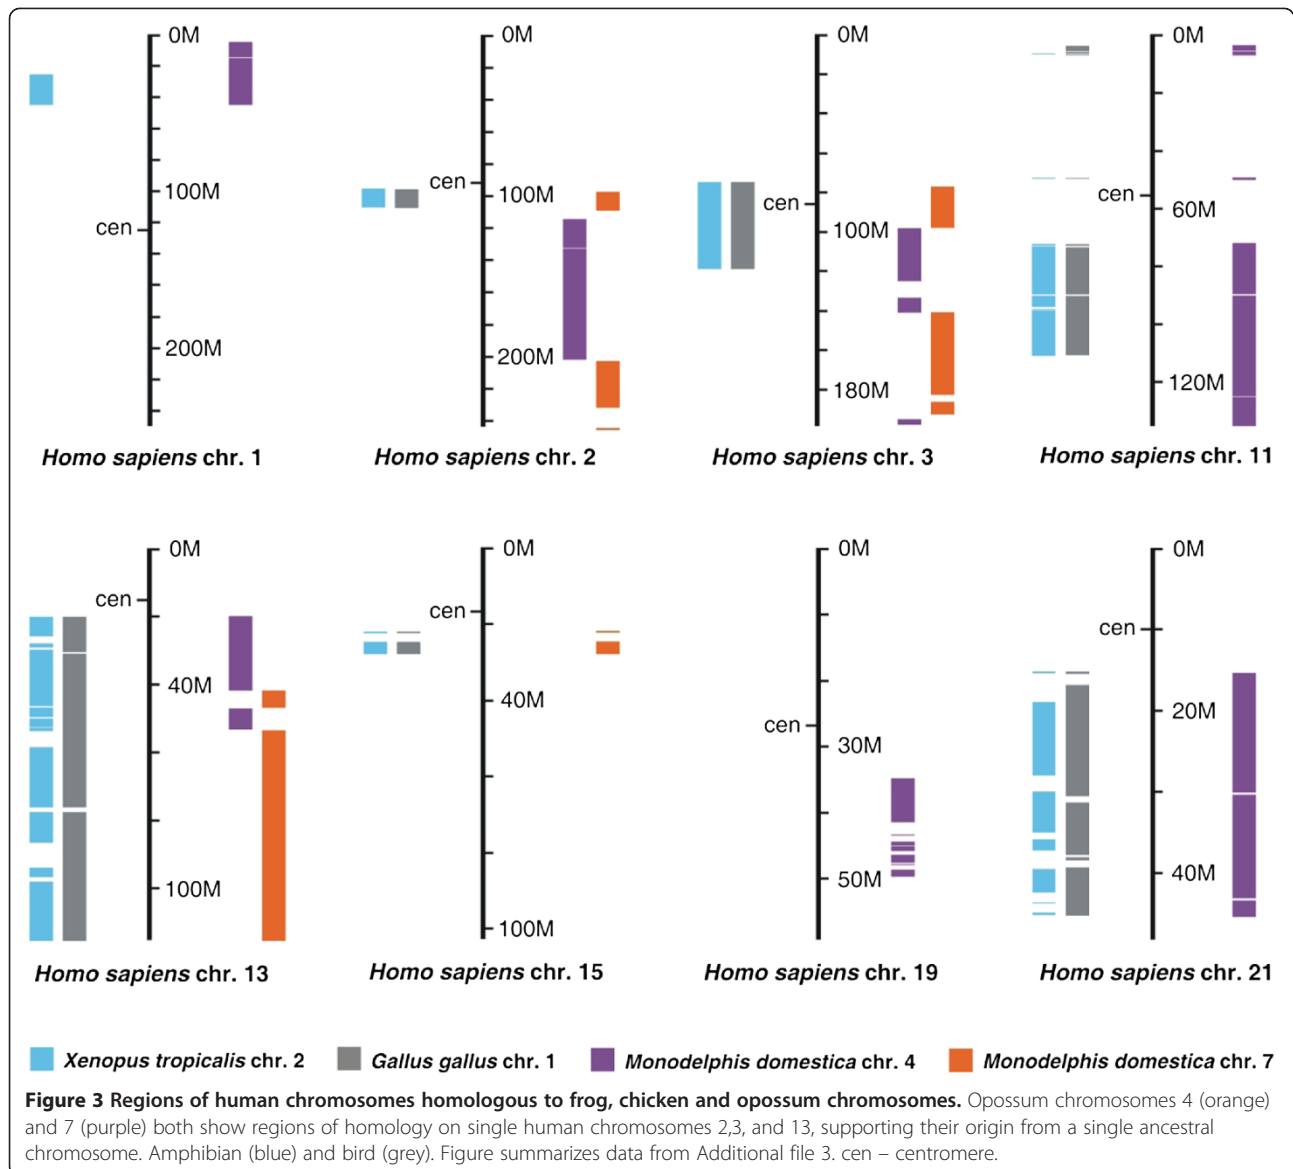 0M
100M
cen
200M
Homo sapiens chr. 1
0M
cen
100M
200M
Homo sapiens chr. 2
0M
cen
100M
180M
Homo sapiens chr. 3
0M
cen
60M
120M
Homo sapiens chr. 11
0M
cen
40M
100M
Homo sapiens chr. 13
0M
cen
40M
100M
Homo sapiens chr. 15
0M
cen
30M
50M
Homo sapiens chr. 19
0M
cen
20M
40M
Homo sapiens chr. 21
Xenopus tropicalis chr. 2
Gallus gallus chr. 1
Monodelphis domestica chr. 4
Monodelphis domestica chr. 7
Figure 3 Regions of human chromosomes homologous to frog, chicken and opossum chromosomes. Opossum chromosomes 4 (orange)
and 7 (purple) both show regions of homology on single human chromosomes 2,3, and 13, supporting their origin from a single ancestral
chromosome. Amphibian (blue) and bird (grey). Figure summarizes data from Additional file 3. cen – centromere.